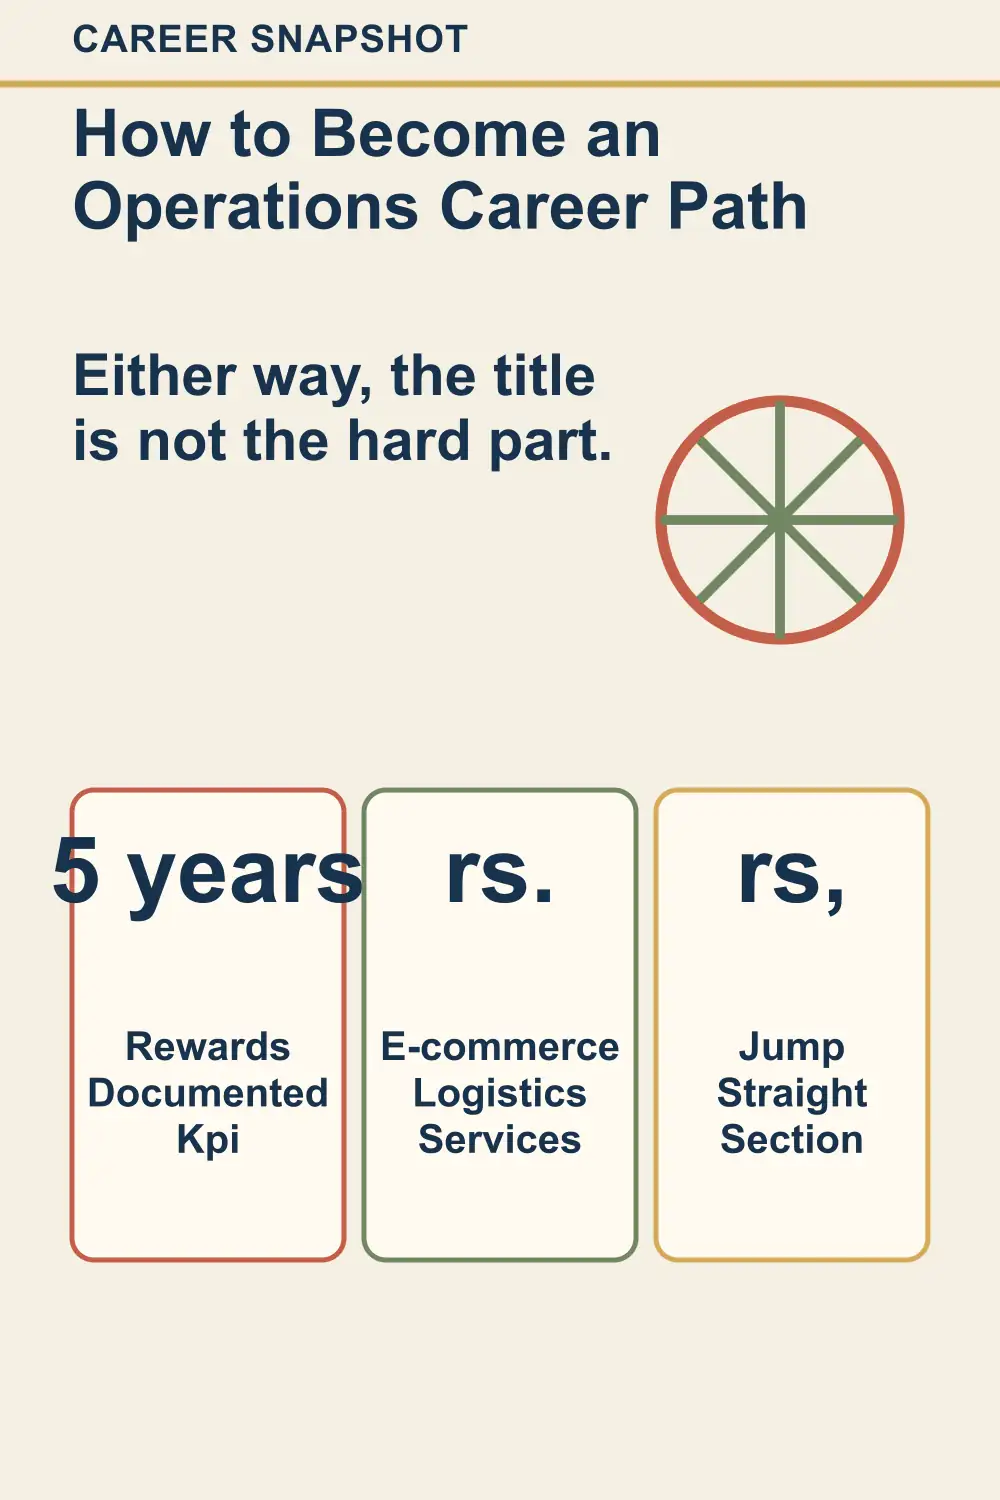 CAREER SNAPSHOT
How to Become an
Operations Career Path
Either way, the title
is not the hard part.
5 years
rs.
rs,
Rewards
Documented
Kpi
E-commerce
Logistics
Services
Jump
Straight
Section